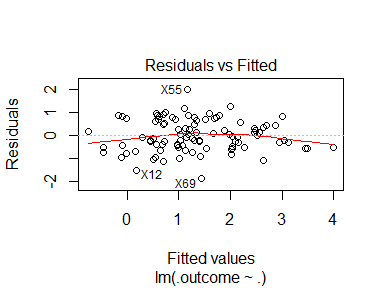 Residuals vs Fitted
Residuals
2
1
0
-2
X55
X12
X69
0 1 2 3 4
Fitted values
lm(.outcome ~ .)